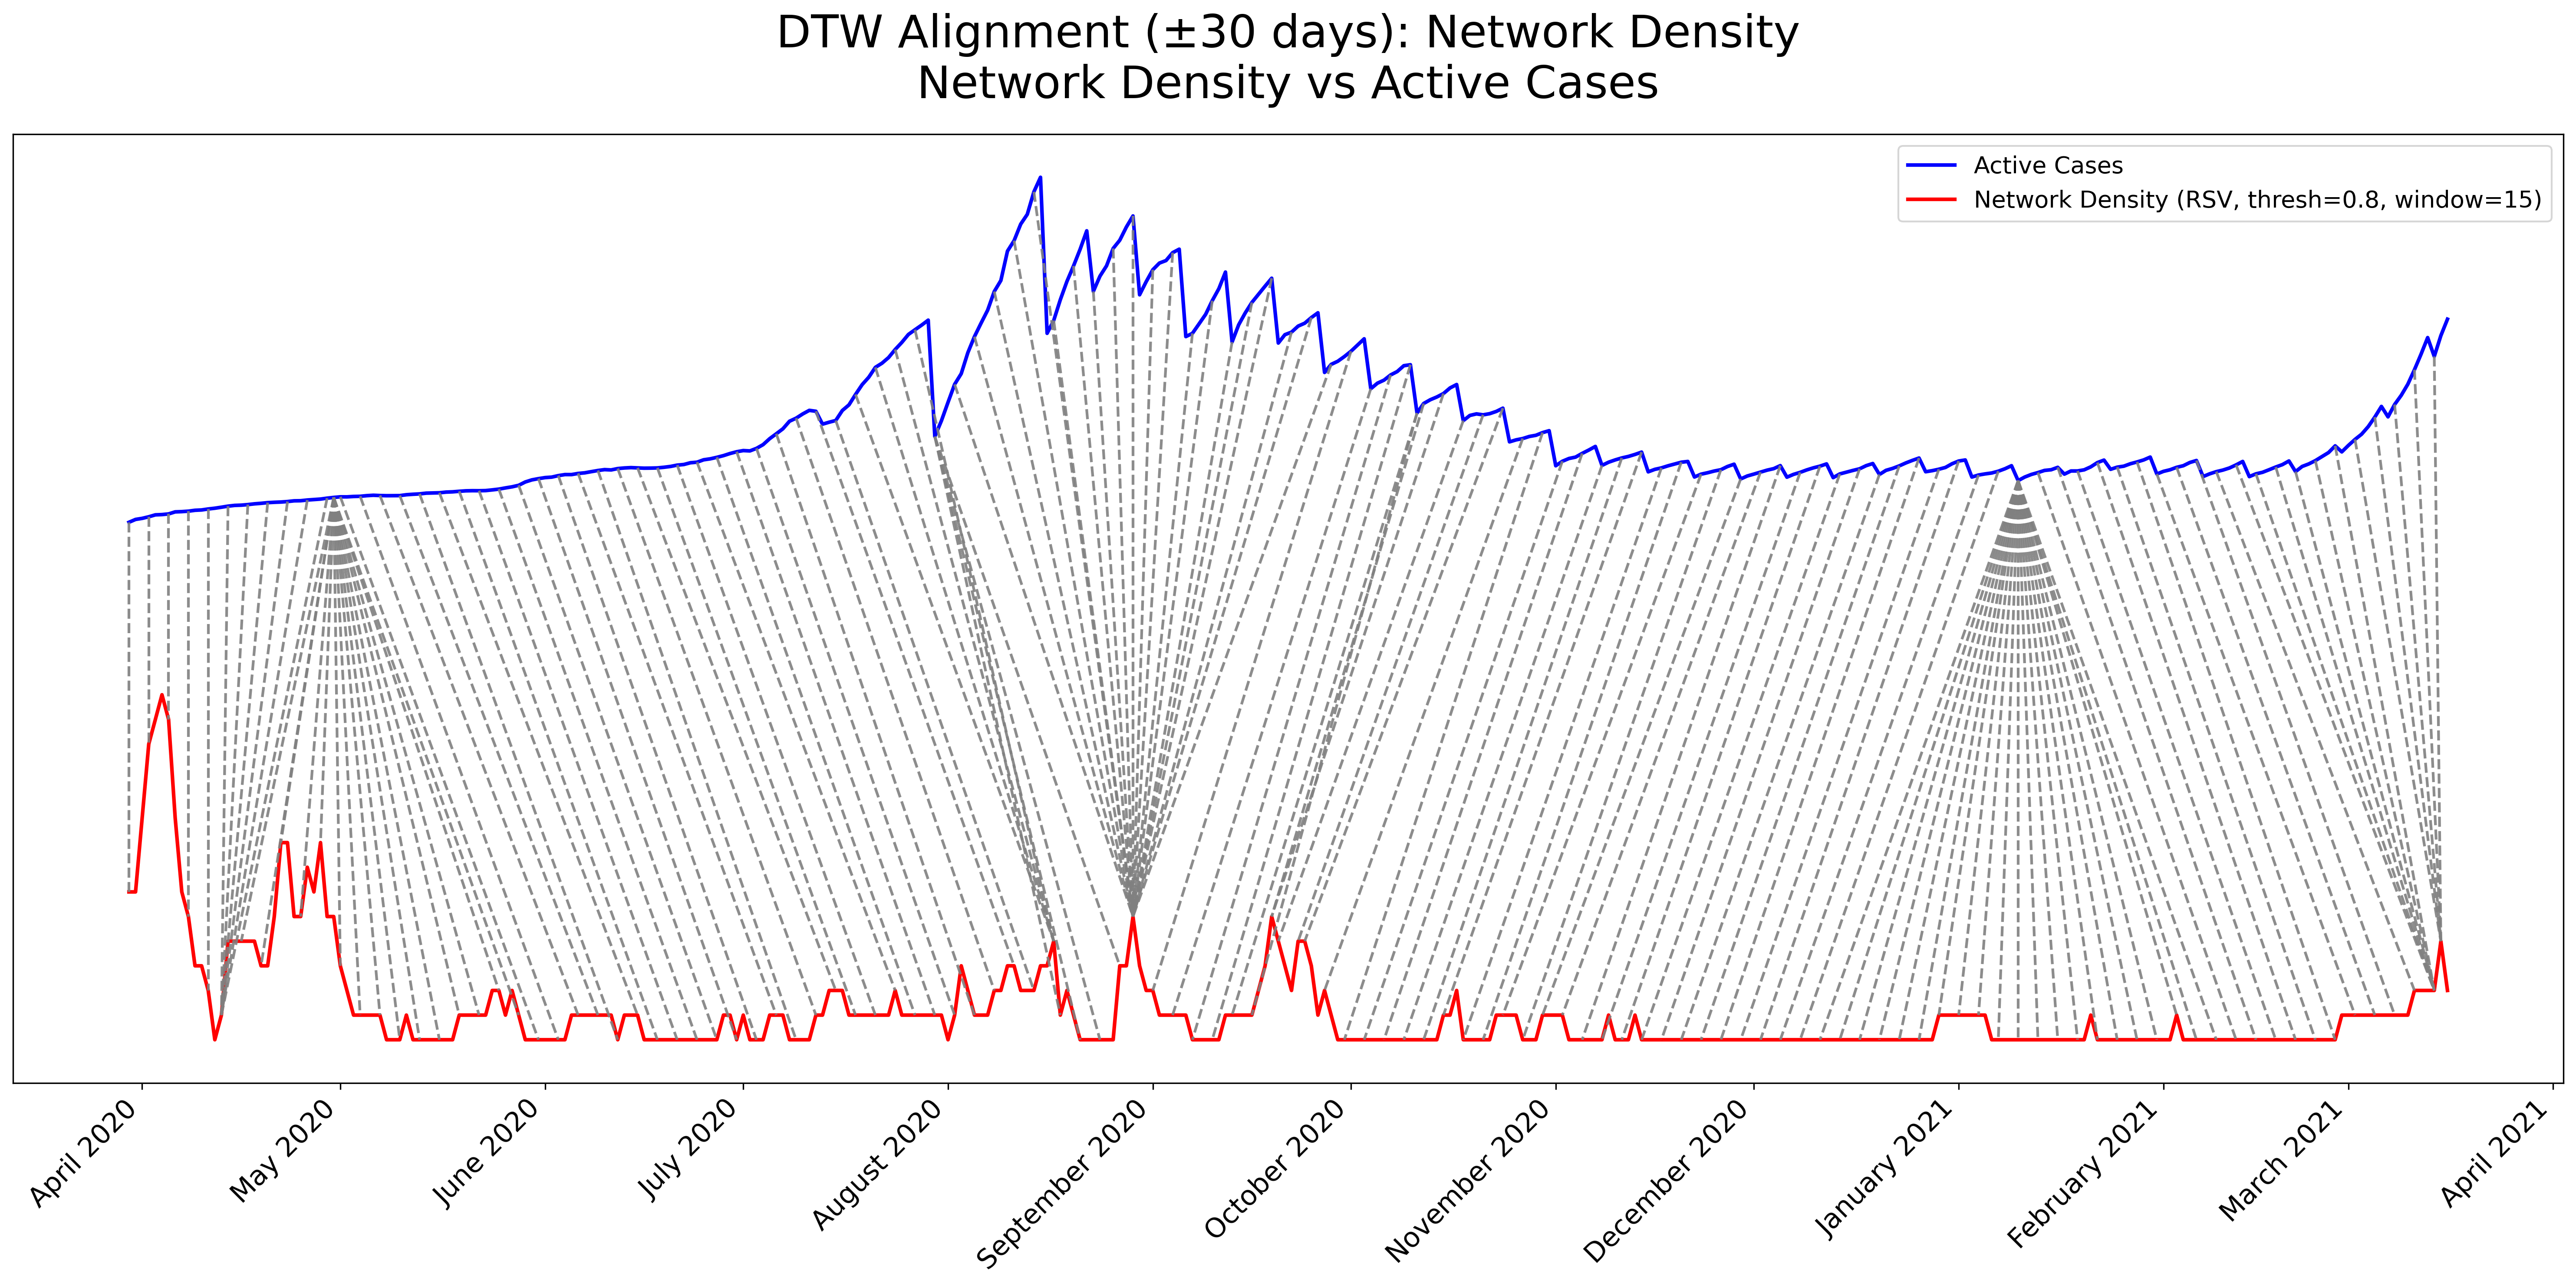 DTW Alignment (±30 days): Network Density
Network Density vs Active Cases
Active Cases
Network Density (RSV, thresh=0.8, window=15)
April 2020
May 2020
June 2020
July 2020
August 2020
September 2020
October 2020
November 2020
December 2020
January 2021
February 2021
March 2021
April 2021